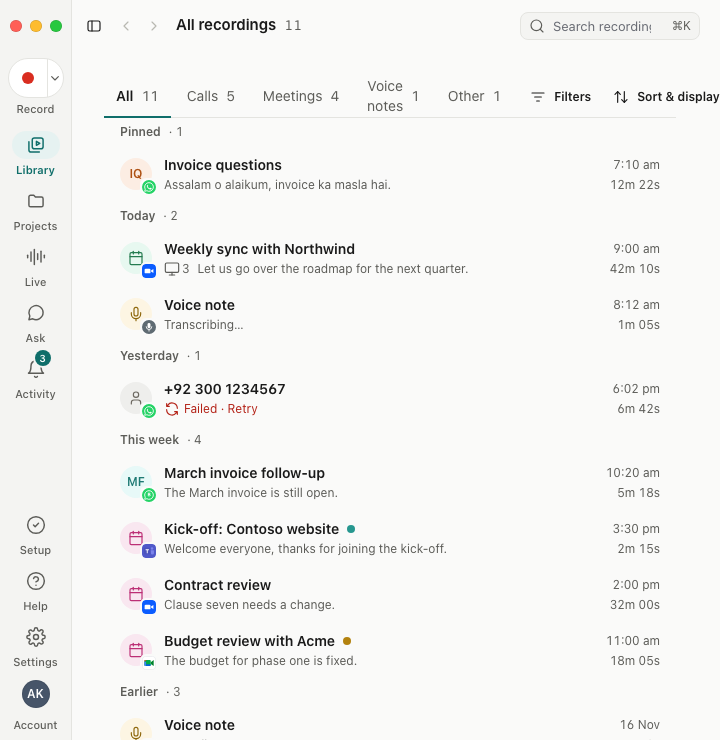 All recordings 11
Search recording ⌘K
Record
Library
Projects
Live
Ask
3
Activity
Setup
Help
Settings
AK
Account
All 11
Calls 5
Meetings 4
Voice notes 1
Other 1
Filters
Sort & display
Pinned · 1
IQ
Invoice questions
7:10 am
Assalam o alaikum, invoice ka masla hai.
12m 22s
Today · 2
Weekly sync with Northwind
9:00 am
3 Let us go over the roadmap for the next quarter.
42m 10s
Voice note
8:12 am
Transcribing...
1m 05s
Yesterday · 1
+92 300 1234567
6:02 pm
Failed · Retry
6m 42s
This week · 4
MF
March invoice follow-up
10:20 am
The March invoice is still open.
5m 18s
Kick-off: Contoso website
3:30 pm
Welcome everyone, thanks for joining the kick-off.
2m 15s
Contract review
2:00 pm
Clause seven needs a change.
32m 00s
Budget review with Acme
11:00 am
The budget for phase one is fixed.
18m 05s
Earlier · 3
Voice note
16 Nov